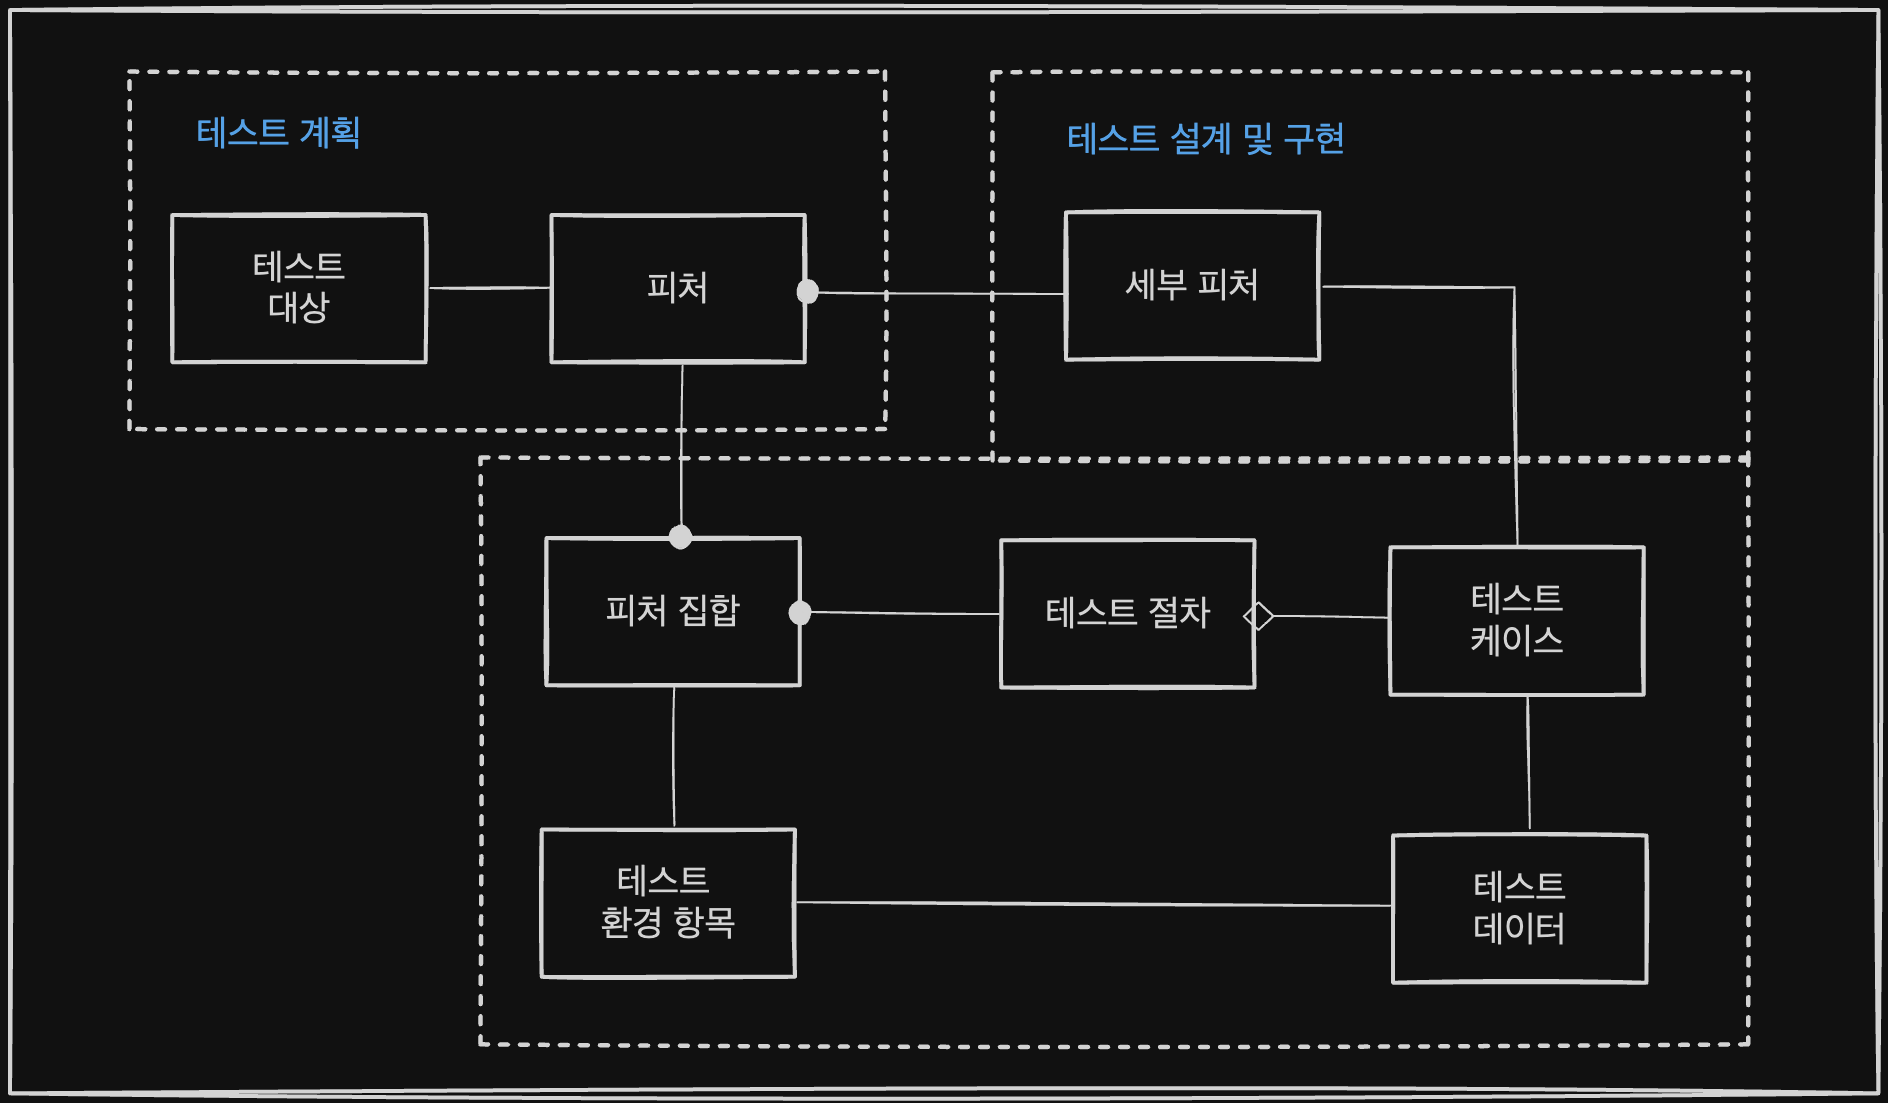 테스트 계획
테스트 설계 및 구현
테스트
대상
피처
세부 피처
피처 집합
테스트 절차
테스트
케이스
테스트
환경 항목
테스트
데이터